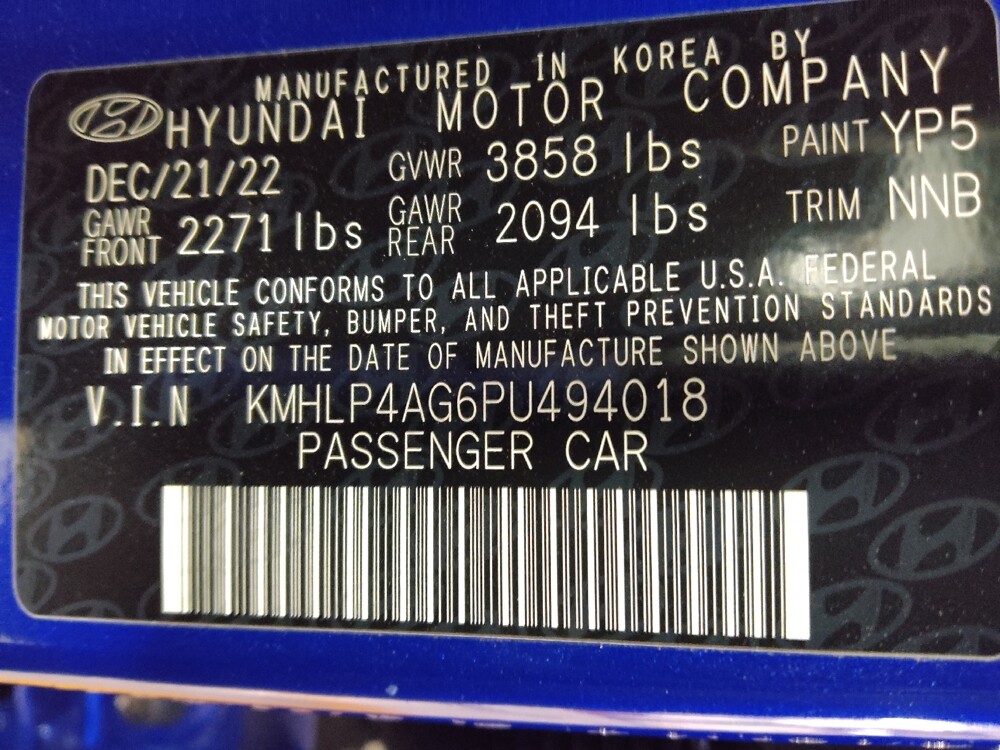 MANUFACTURED IN KOREA BY
HYUNDAI MOTOR COMPANY
DEC/21/22 GVWR 3858 lbs PAINT YP5
GAWR FRONT 2271 lbs GAWR REAR 2094 lbs TRIM NNB
THIS VEHICLE CONFORMS TO ALL APPLICABLE U.S.A. FEDERAL
MOTOR VEHICLE SAFETY, BUMPER, AND THEFT PREVENTION STANDARDS
IN EFFECT ON THE DATE OF MANUFACTURE SHOWN ABOVE
V.I.N KMHLP4AG6PU494018
PASSENGER CAR